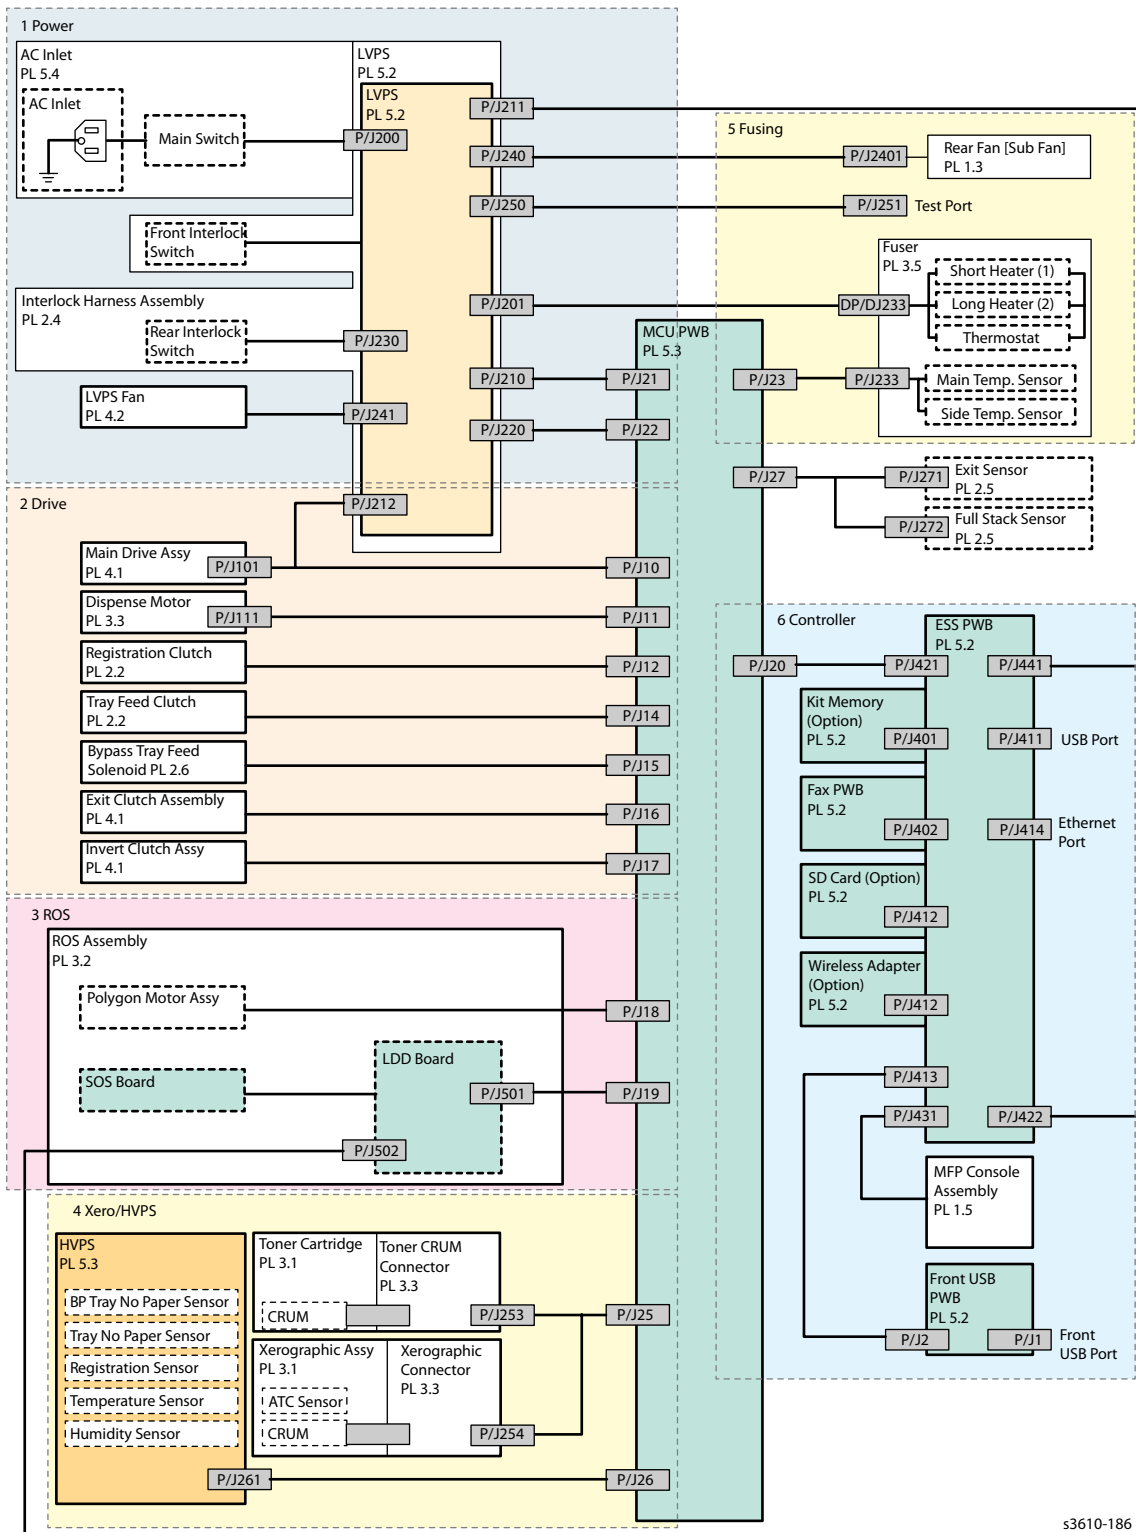 1 Power
AC Inlet
PL 5.4
AC Inlet
Main Switch
LVPS
PL 5.2
LVPS
PL 5.2
P/J200
P/J211
P/J240
P/J250
Front Interlock
Switch
Interlock Harness Assembly
PL 2.4
Rear Interlock
Switch
P/J230
P/J201
LVPS Fan
PL 4.2
P/J241
P/J210
P/J220
MCU PWB
PL 5.3
P/J21
P/J22
5 Fusing
P/J2401
Rear Fan [Sub Fan]
PL 1.3
P/J251
Test Port
Fuser
PL 3.5
DP/DJ233
Short Heater (1)
Long Heater (2)
Thermostat
P/J23
P/J233
Main Temp. Sensor
Side Temp. Sensor
P/J27
P/J271
Exit Sensor
PL 2.5
P/J272
Full Stack Sensor
PL 2.5
2 Drive
P/J212
Main Drive Assy
PL 4.1
P/J101
P/J10
Dispense Motor
PL 3.3
P/J111
P/J11
Registration Clutch
PL 2.2
P/J12
Tray Feed Clutch
PL 2.2
P/J14
Bypass Tray Feed
Solenoid PL 2.6
P/J15
Exit Clutch Assembly
PL 4.1
P/J16
Invert Clutch Assy
PL 4.1
P/J17
3 ROS
ROS Assembly
PL 3.2
Polygon Motor Assy
P/J18
LDD Board
SOS Board
P/J501
P/J19
P/J502
4 Xero/HVPS
HVPS
PL 5.3
BP Tray No Paper Sensor
Tray No Paper Sensor
Registration Sensor
Temperature Sensor
Humidity Sensor
P/J261
Toner Cartridge
PL 3.1
CRUM
Toner CRUM
Connector
PL 3.3
P/J253
P/J25
Xerographic Assy
PL 3.1
ATC Sensor
CRUM
Xerographic
Connector
PL 3.3
P/J254
P/J26
6 Controller
ESS PWB
PL 5.2
P/J20
P/J421
P/J441
Kit Memory
(Option)
PL 5.2
P/J401
P/J411
USB Port
Fax PWB
PL 5.2
P/J402
P/J414
Ethernet
Port
SD Card (Option)
PL 5.2
P/J412
Wireless Adapter
(Option)
PL 5.2
P/J412
P/J413
P/J431
P/J422
MFP Console
Assembly
PL 1.5
Front USB
PWB
PL 5.2
P/J2
P/J1
Front
USB Port
s3610-186